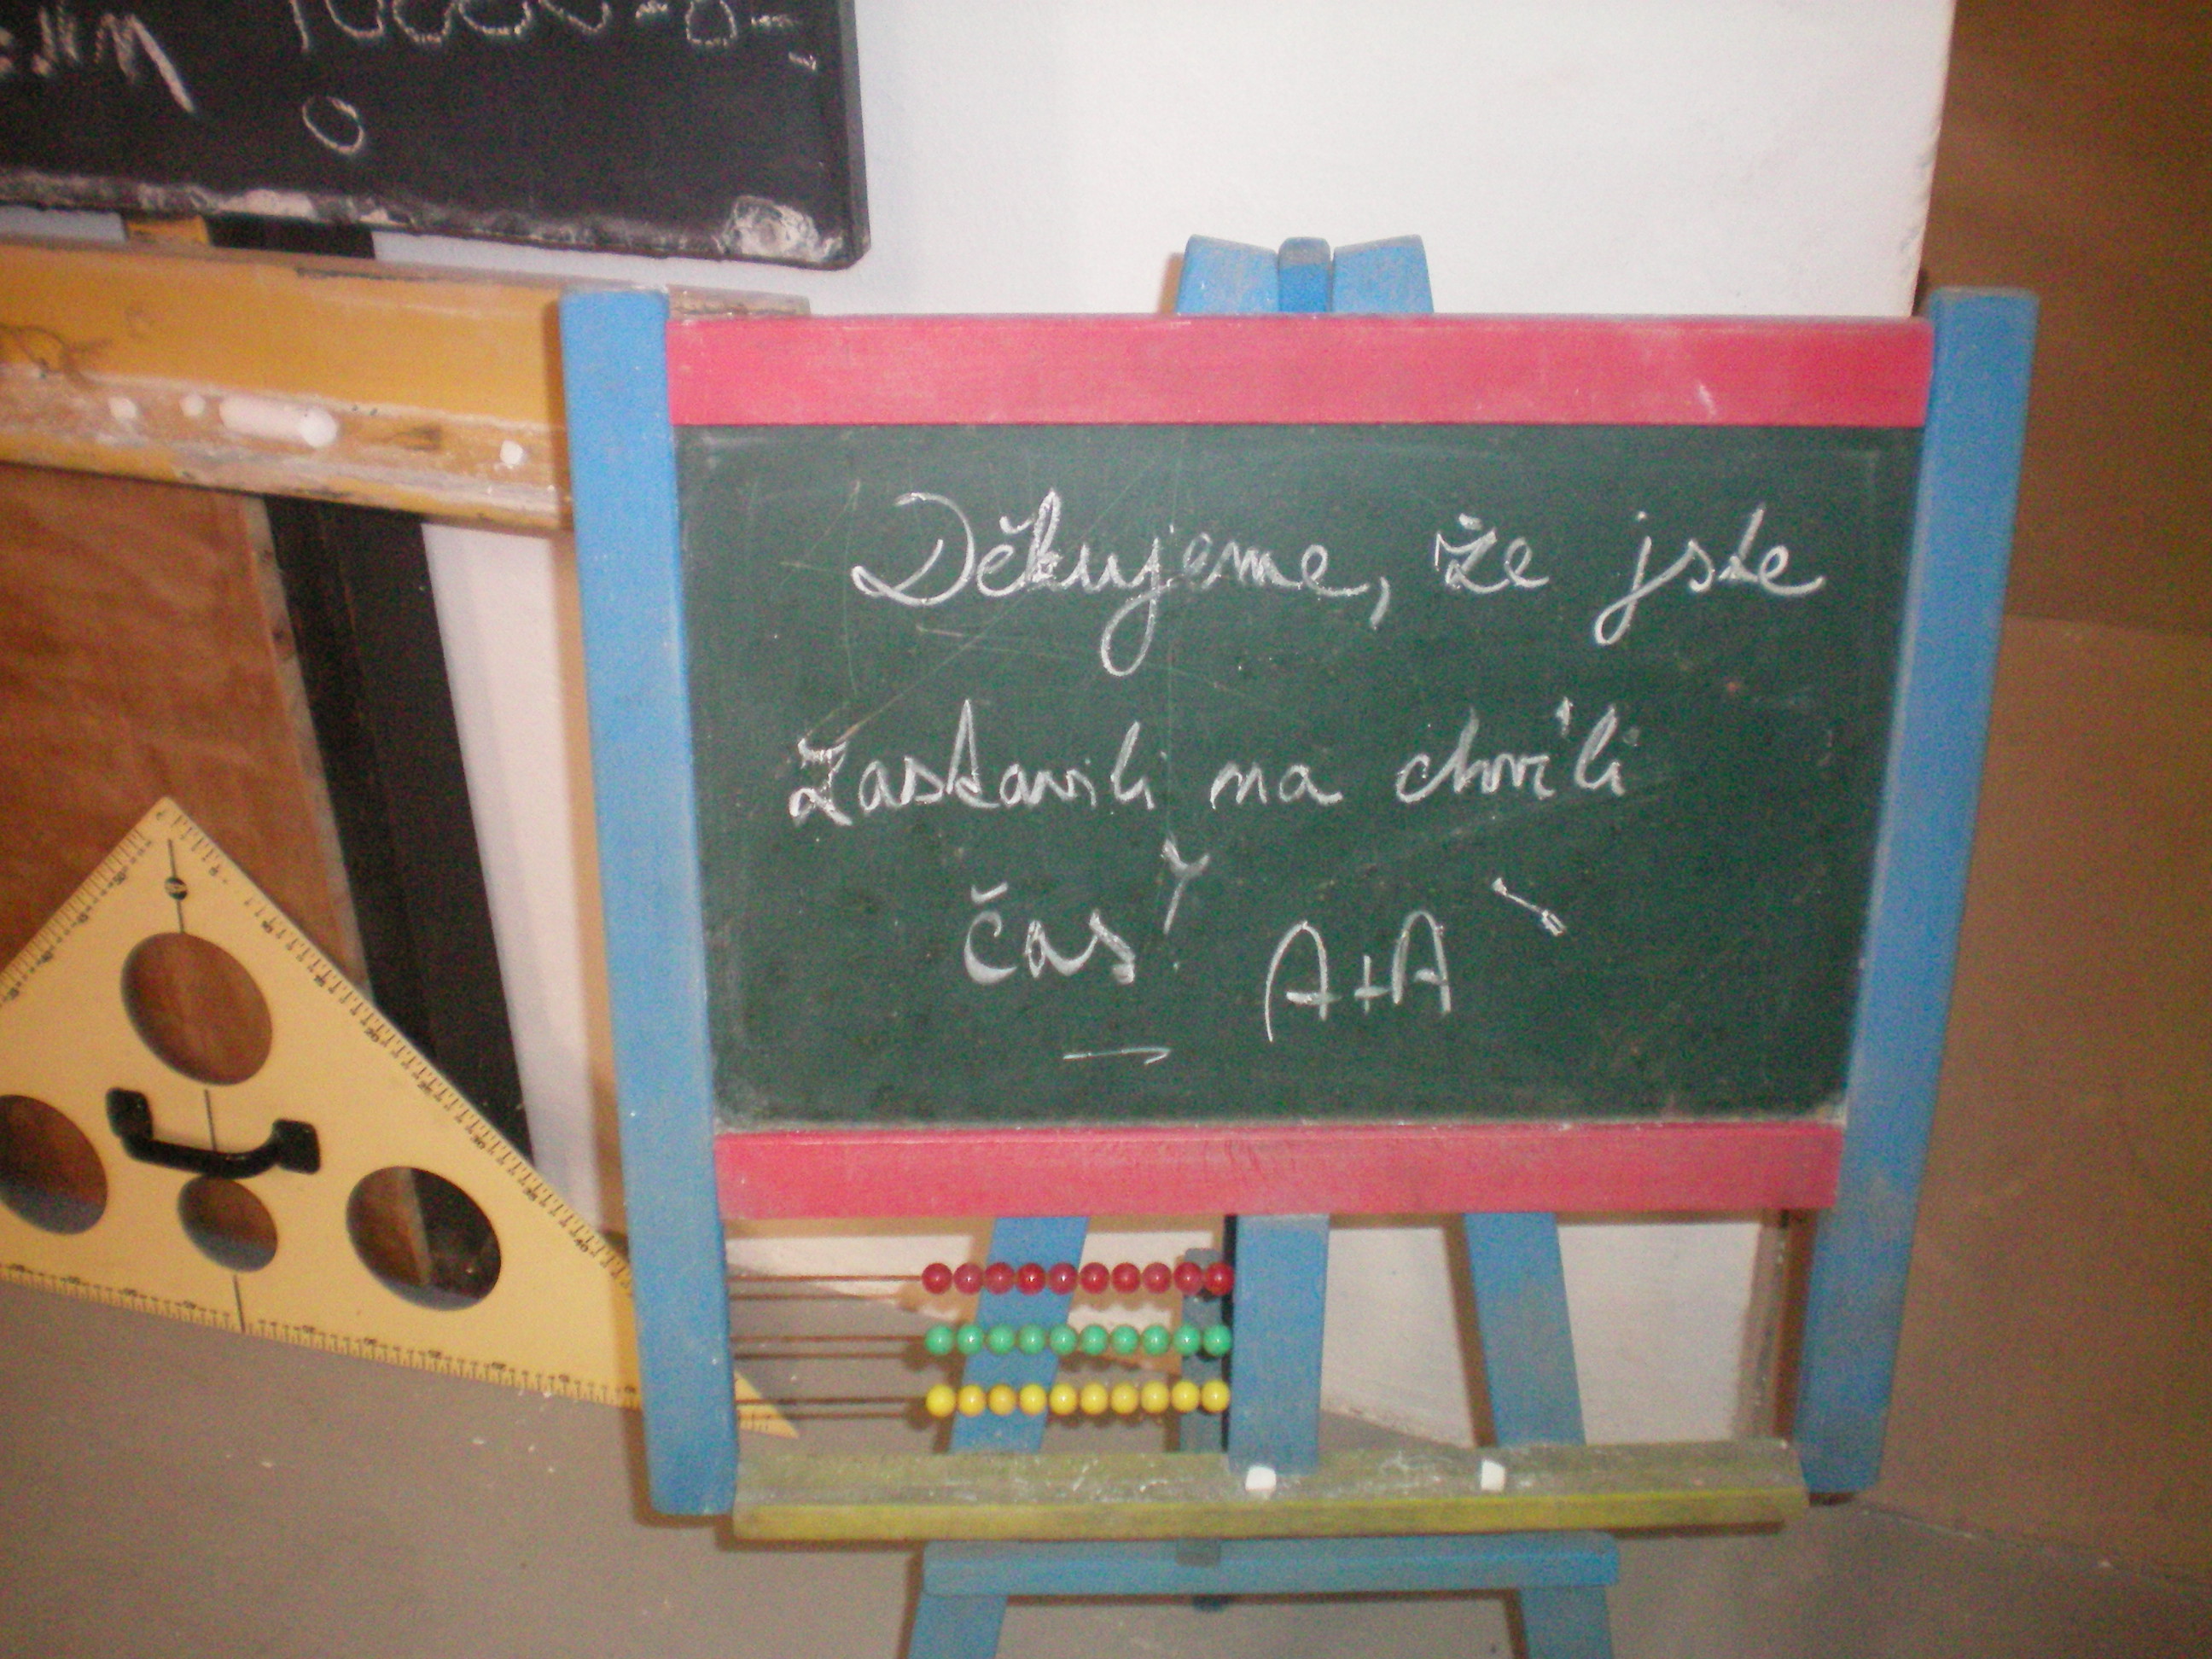 Děkujeme, že jste
zastavili na chvíli
čas!
A+A